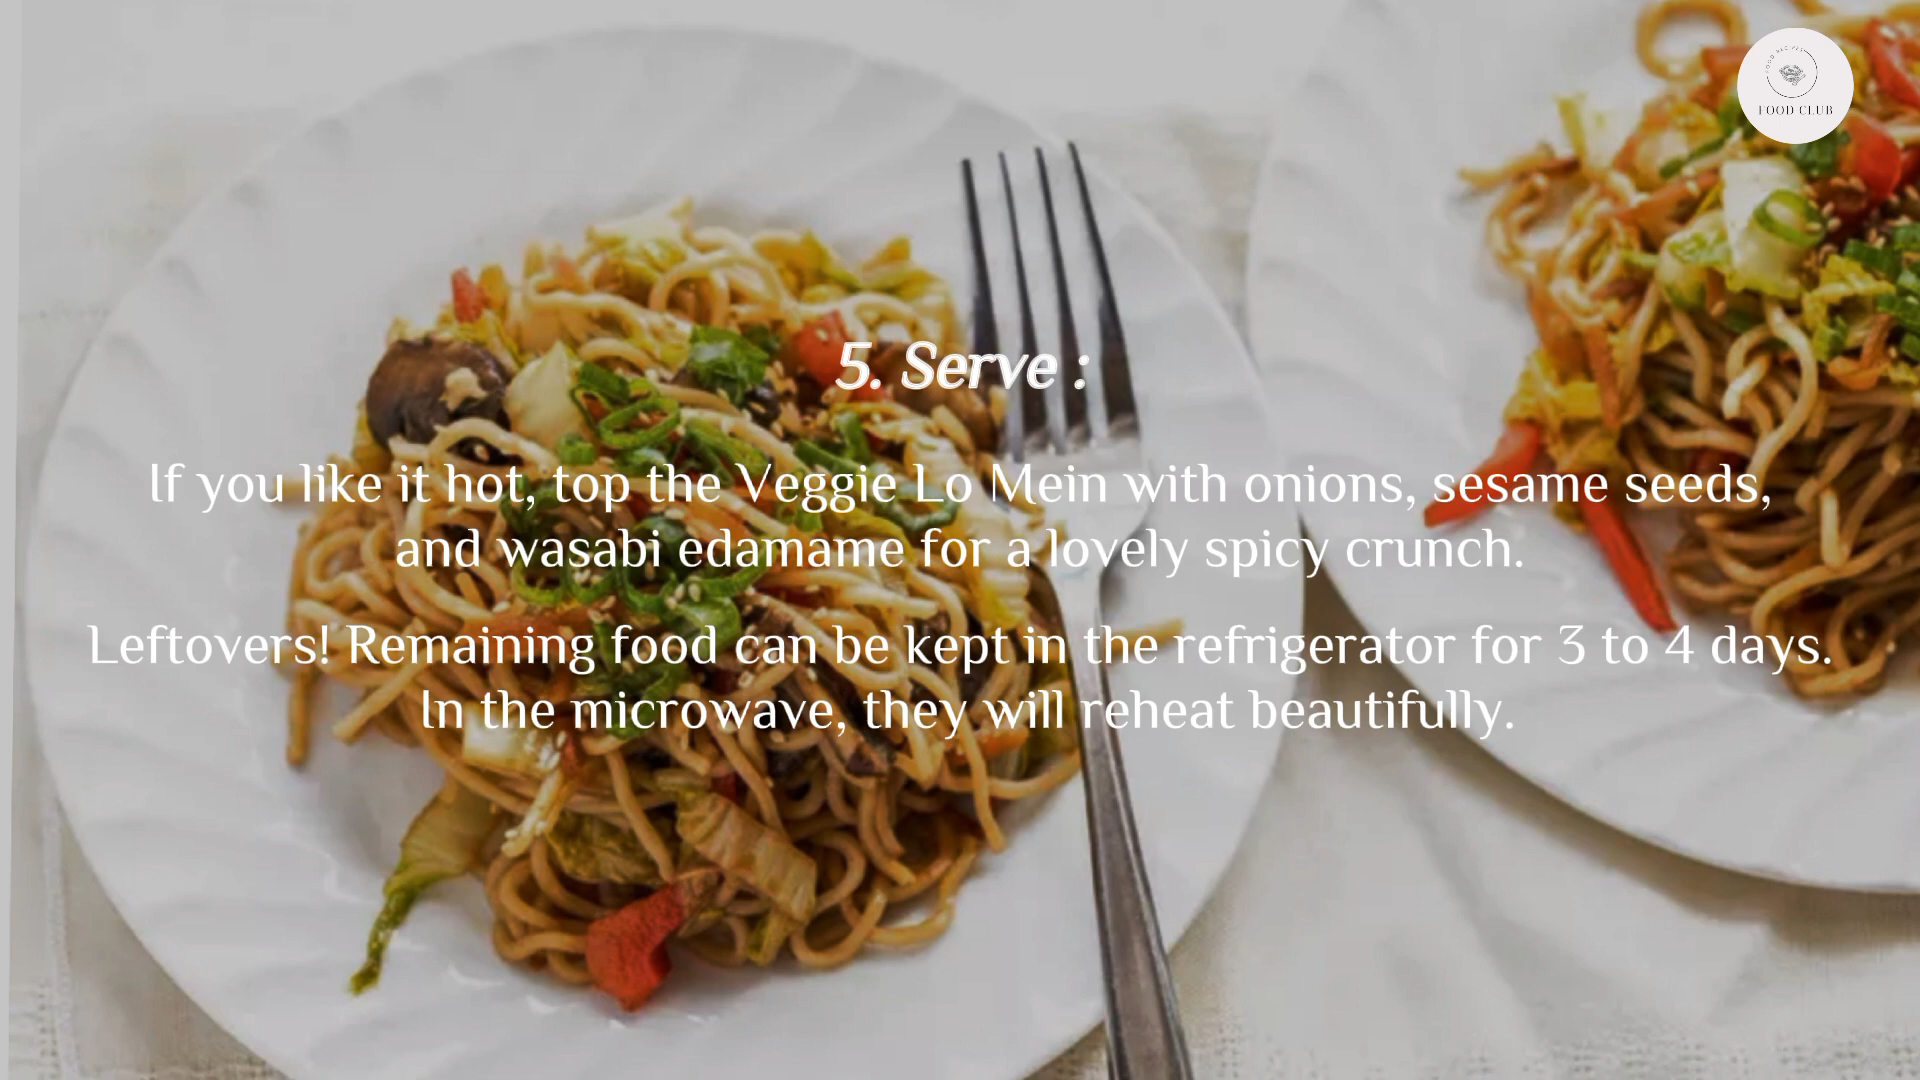 FOOD RECIPES
FOOD CLUB
5. Serve :
If you like it hot, top the Veggie Lo Mein with onions, sesame seeds,
and wasabi edamame for a lovely spicy crunch.
Leftovers! Remaining food can be kept in the refrigerator for 3 to 4 days.
In the microwave, they will reheat beautifully.